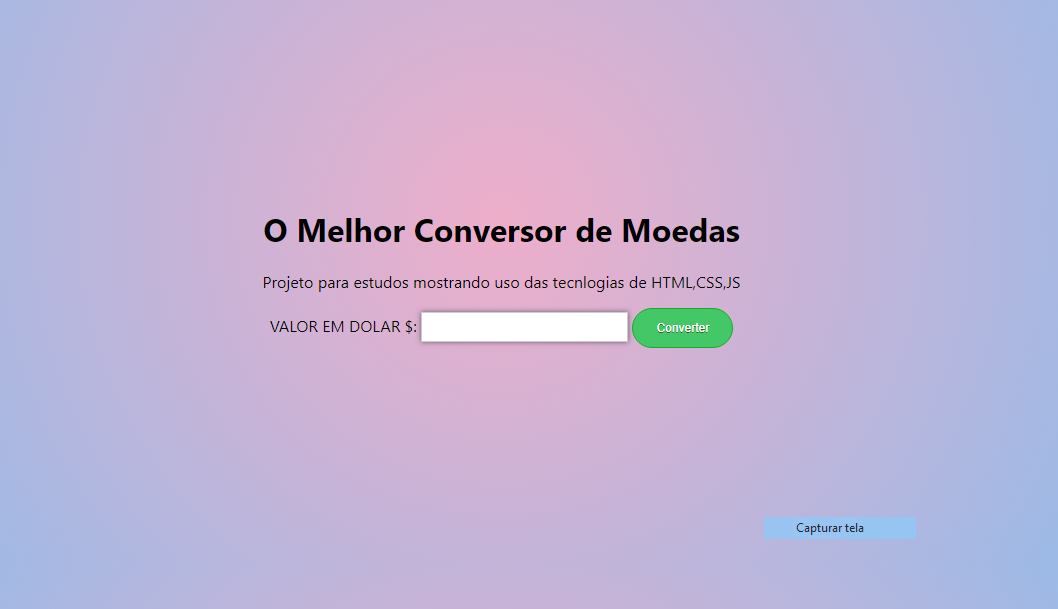 O Melhor Conversor de Moedas
Projeto para estudos mostrando uso das tecnlogias de HTML,CSS,JS
VALOR EM DOLAR $: Converter
Capturar tela